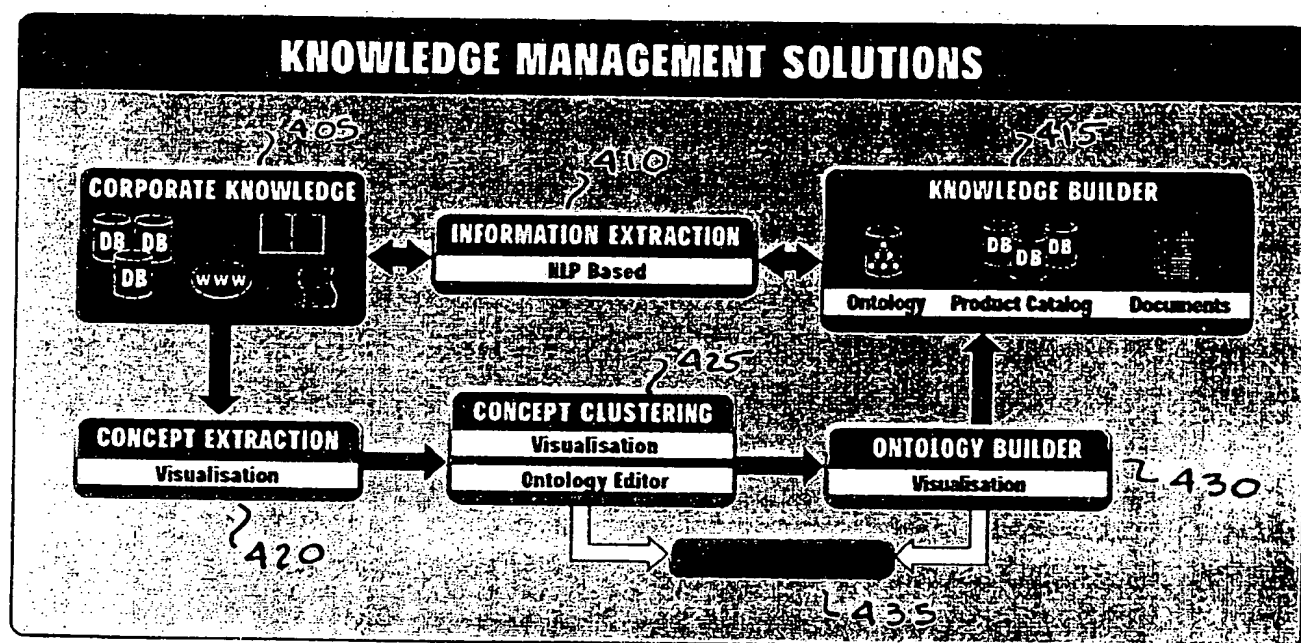 KNOWLEDGE MANAGEMENT SOLUTIONS
405
410
415
CORPORATE KNOWLEDGE
DB DB
DB
WWW
INFORMATION EXTRACTION
NLP Based
KNOWLEDGE BUILDER
DB DB
DB
Ontology Product Catalog Documents
425
CONCEPT EXTRACTION
Visualisation
420
CONCEPT CLUSTERING
Visualisation
Ontology Editor
ONTOLOGY BUILDER
Visualisation
430
435